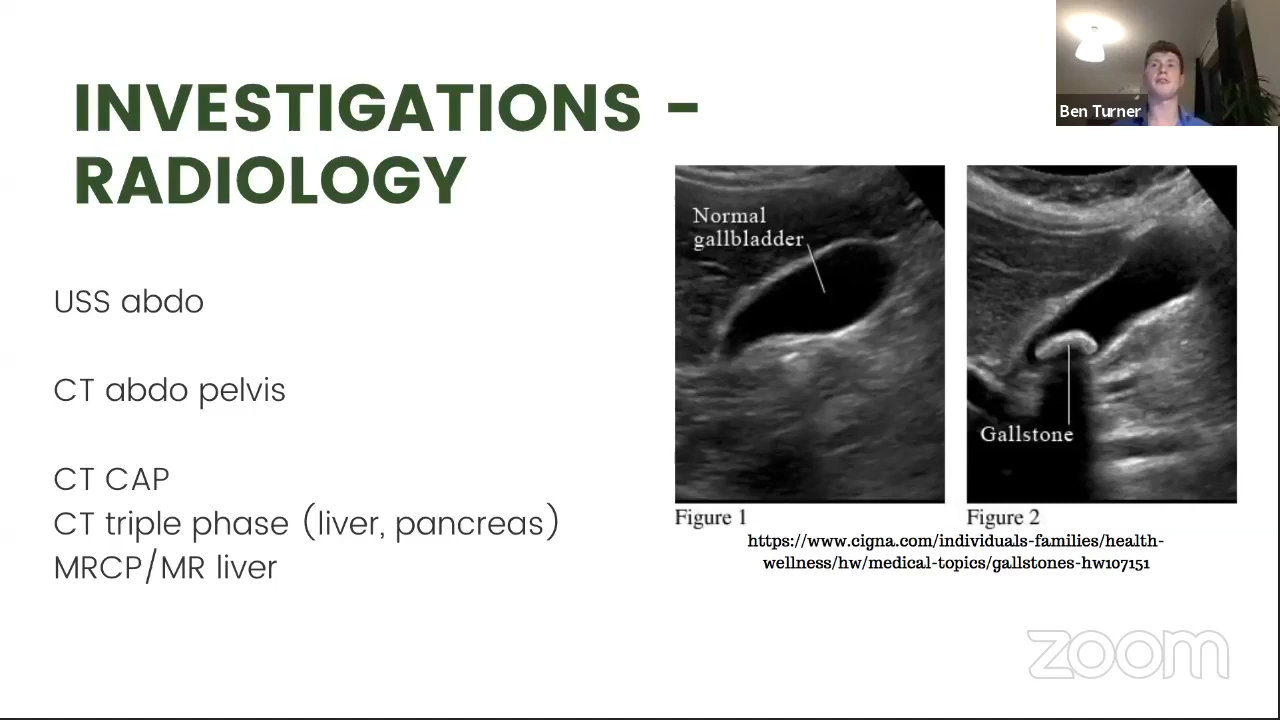 INVESTIGATIONS –
RADIOLOGY
Ben Turner
USS abdo
CT abdo pelvis
CT CAP
CT triple phase (liver, pancreas)
MRCP/MR liver
Normal
gallbladder
Gallstone
Figure 1
Figure 2
https://www.cigna.com/individuals-families/health-
wellness/hw/medical-topics/gallstones-hw107151
zoom